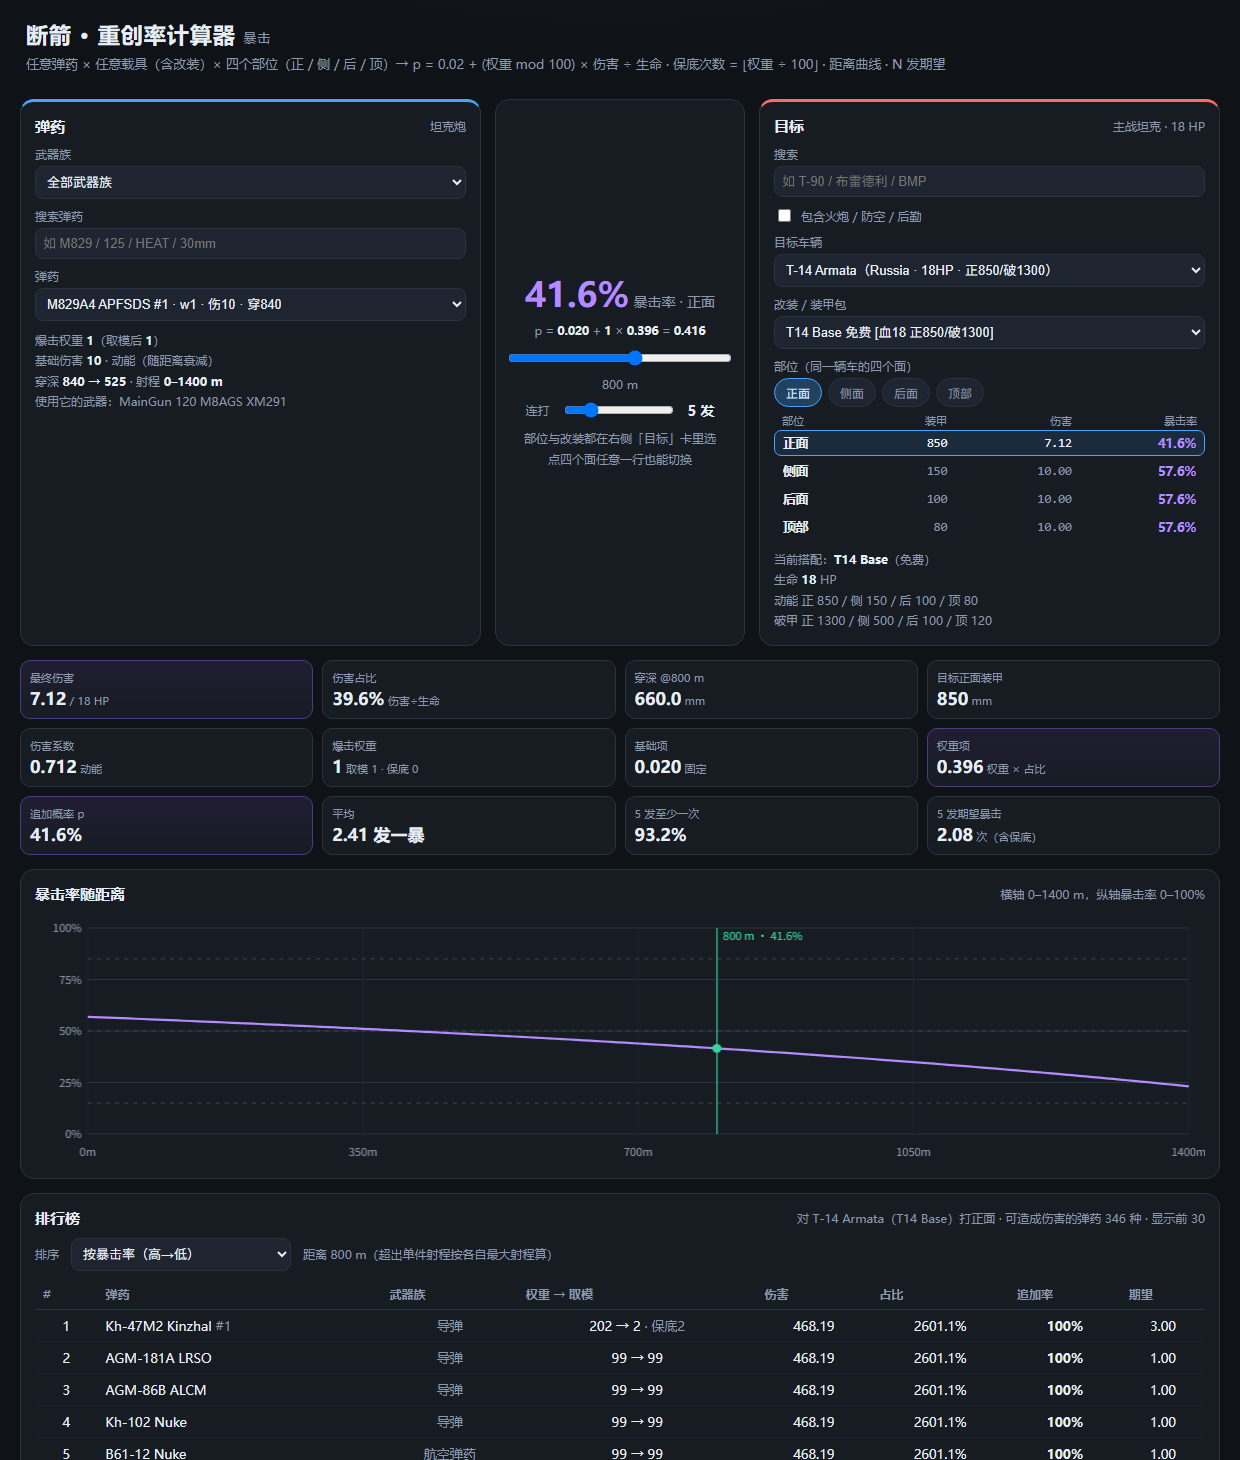 断箭 • 重创率计算器 暴击
任意弹药 × 任意载具（含改装）× 四个部位（正 / 侧 / 后 / 顶）→ p = 0.02 + (权重 mod 100) × 伤害 ÷ 生命 · 保底次数 = ⌊权重 ÷ 100⌋ · 距离曲线 · N 发期望
弹药 坦克炮
武器族
全部武器族
搜索弹药
如 M829 / 125 / HEAT / 30mm
弹药
M829A4 APFSDS #1 · w1 · 伤10 · 穿840
爆击权重 1（取模后 1）
基础伤害 10 · 动能（随距离衰减）
穿深 840 → 525 · 射程 0–1400 m
使用它的武器：MainGun 120 M8AGS XM291
41.6% 暴击率 · 正面
p = 0.020 + 1 × 0.396 = 0.416
800 m
连打 5 发
部位与改装都在右侧「目标」卡里选
点四个面任意一行也能切换
目标 主战坦克 · 18 HP
搜索
如 T-90 / 布雷德利 / BMP
包含火炮 / 防空 / 后勤
目标车辆
T-14 Armata（Russia · 18HP · 正850/破1300）
改装 / 装甲包
T14 Base 免费 [血18 正850/破1300]
部位（同一辆车的四个面）
正面 侧面 后面 顶部
部位 装甲 伤害 暴击率
正面 850 7.12 41.6%
侧面 150 10.00 57.6%
后面 100 10.00 57.6%
顶部 80 10.00 57.6%
当前搭配：T14 Base（免费）
生命 18 HP
动能 正 850 / 侧 150 / 后 100 / 顶 80
破甲 正 1300 / 侧 500 / 后 100 / 顶 120
最终伤害 伤害占比 穿深 @800 m 目标正面装甲
7.12 / 18 HP 39.6% 伤害÷生命 660.0 mm 850 mm
伤害系数 爆击权重 基础项 权重项
0.712 动能 1 取模 1 · 保底 0 0.020 固定 0.396 权重 × 占比
追加概率 p 平均 5 发至少一次 5 发期望暴击
41.6% 2.41 发一暴 93.2% 2.08 次（含保底）
暴击率随距离 横轴 0–1400 m，纵轴暴击率 0–100%
100%
800 m · 41.6%
75%
50%
25%
0%
0m 350m 700m 1050m 1400m
排行榜 对 T-14 Armata（T14 Base）打正面 · 可造成伤害的弹药 346 种 · 显示前 30
排序 按暴击率（高→低） 距离 800 m（超出单件射程按各自最大射程算）
# 弹药 武器族 权重 → 取模 伤害 占比 追加率 期望
1 Kh-47M2 Kinzhal #1 导弹 202 → 2 · 保底2 468.19 2601.1% 100% 3.00
2 AGM-181A LRSO 导弹 99 → 99 468.19 2601.1% 100% 1.00
3 AGM-86B ALCM 导弹 99 → 99 468.19 2601.1% 100% 1.00
4 Kh-102 Nuke 导弹 99 → 99 468.19 2601.1% 100% 1.00
5 B61-12 Nuke 航空弹药 99 → 99 468.19 2601.1% 100% 1.00